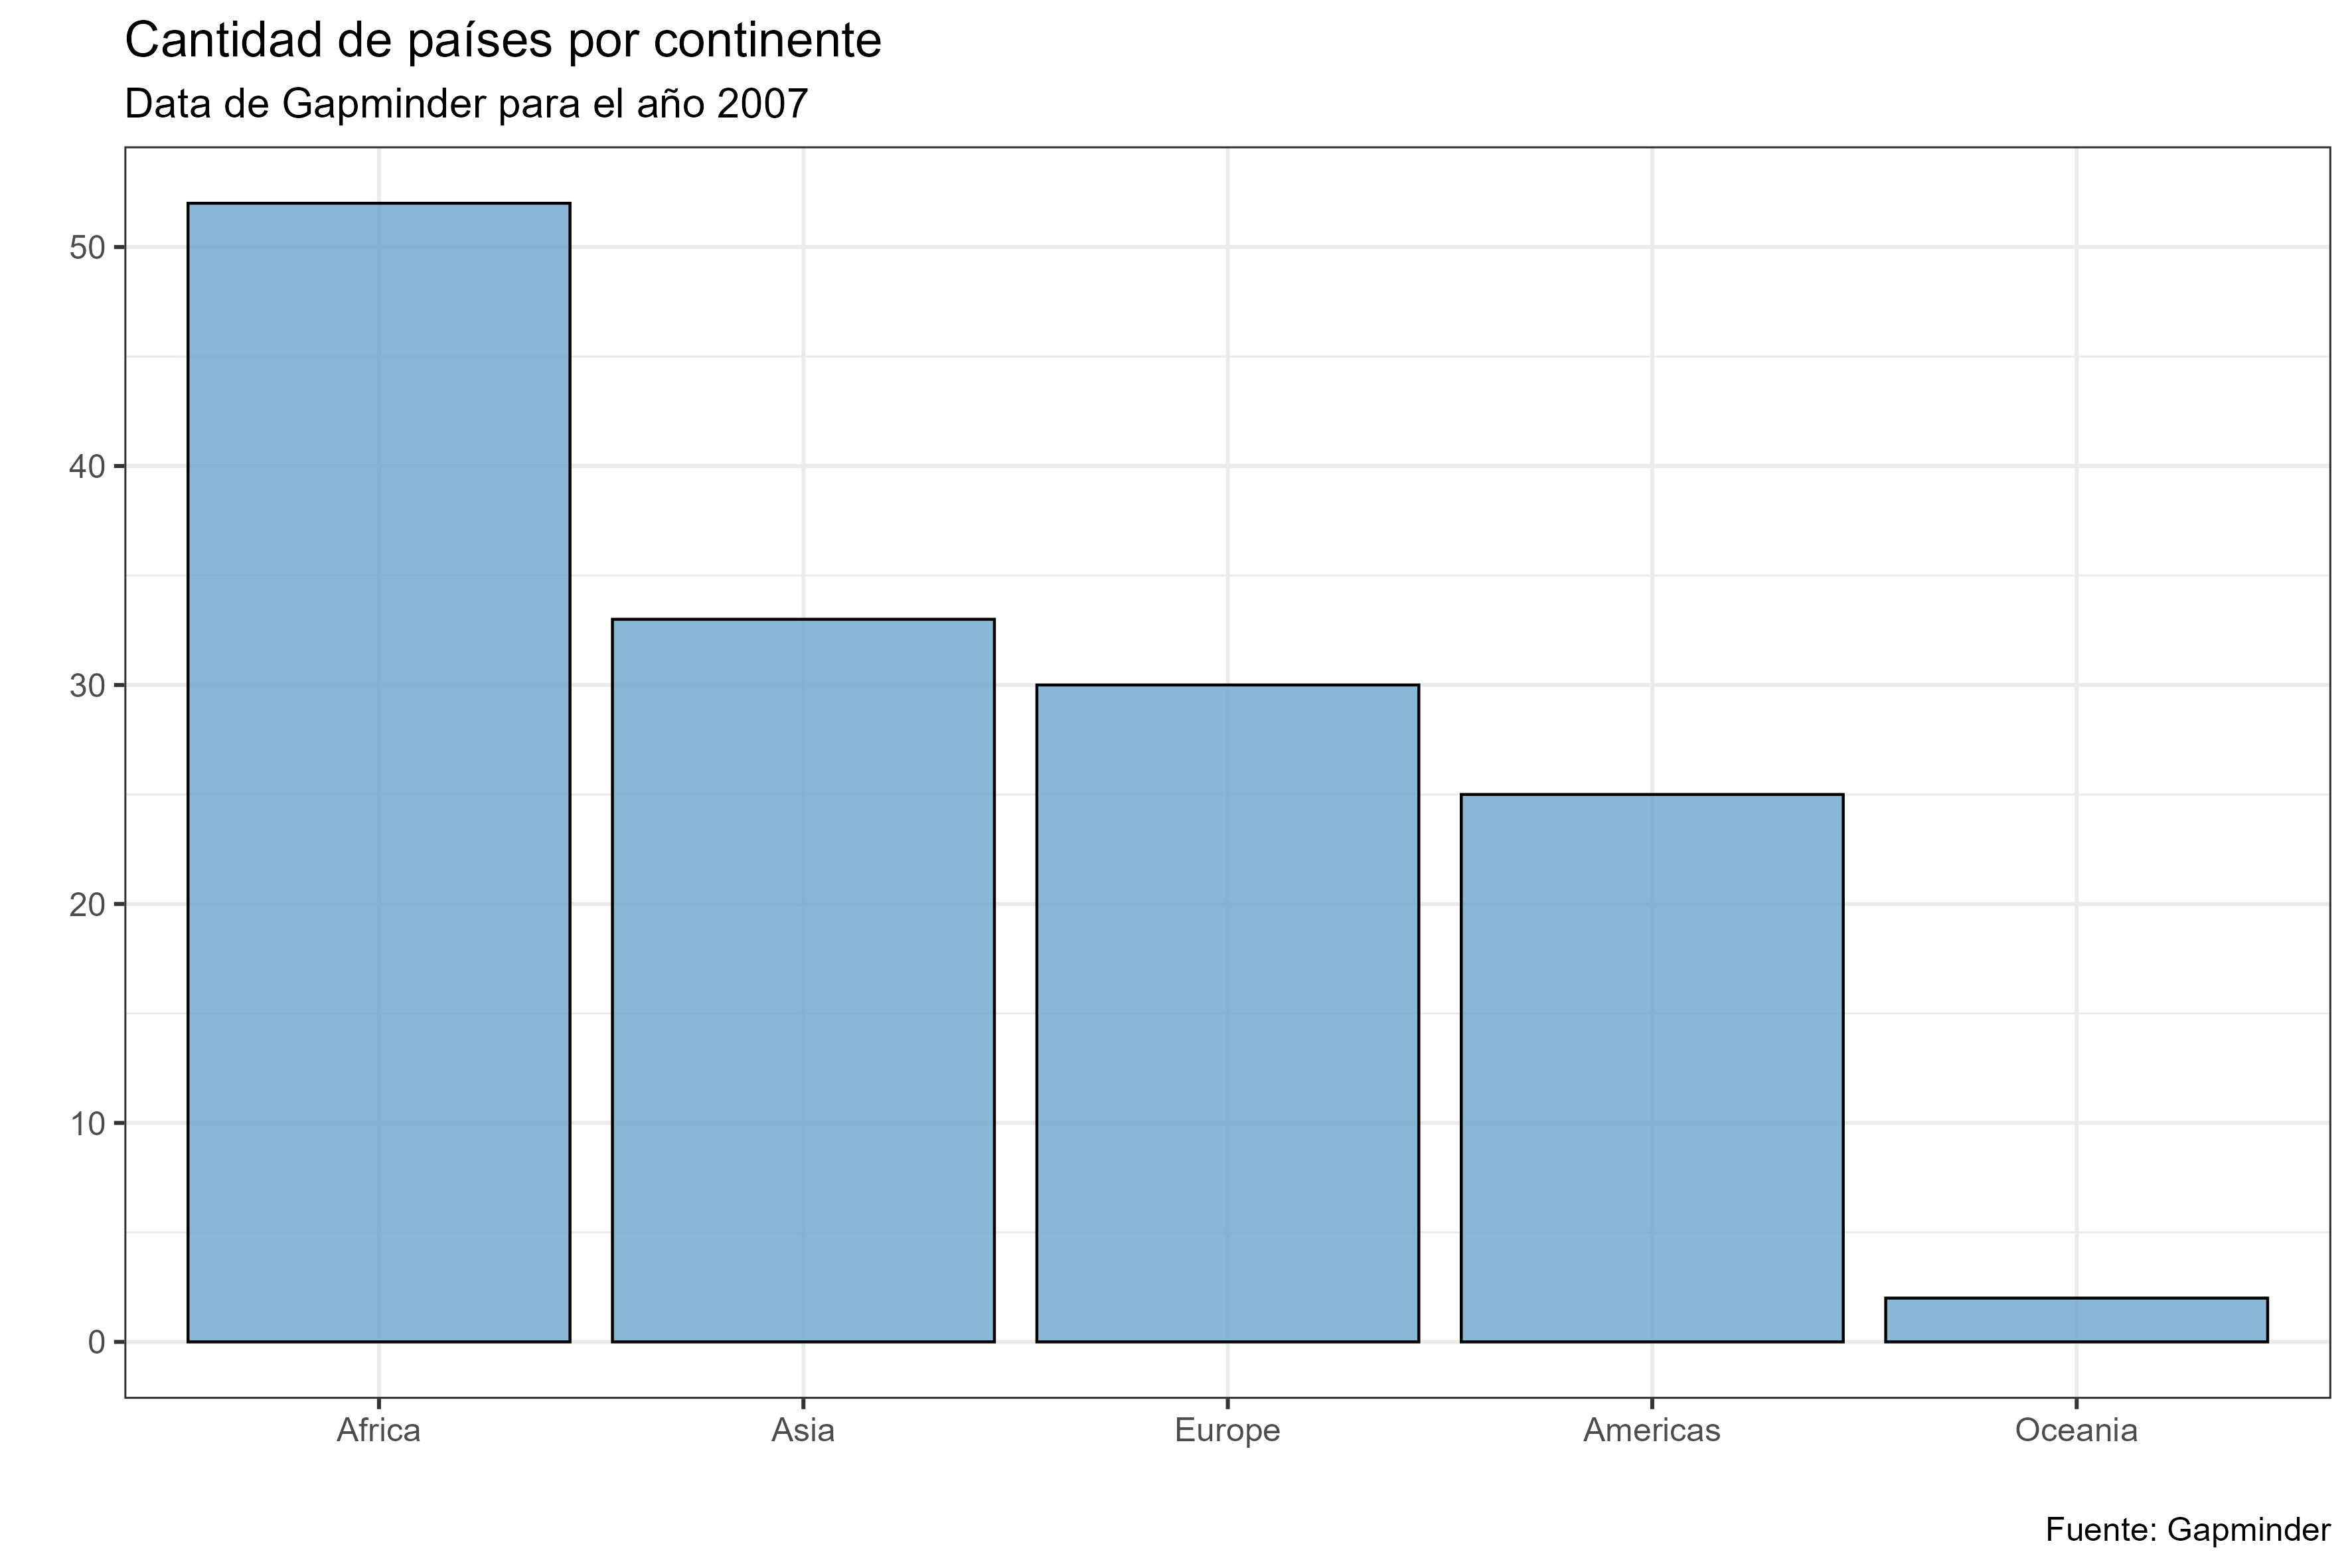 Cantidad de países por continente
Data de Gapminder para el año 2007
50
40
30
20
10
0
Africa Asia Europe Americas Oceania
Fuente: Gapminder